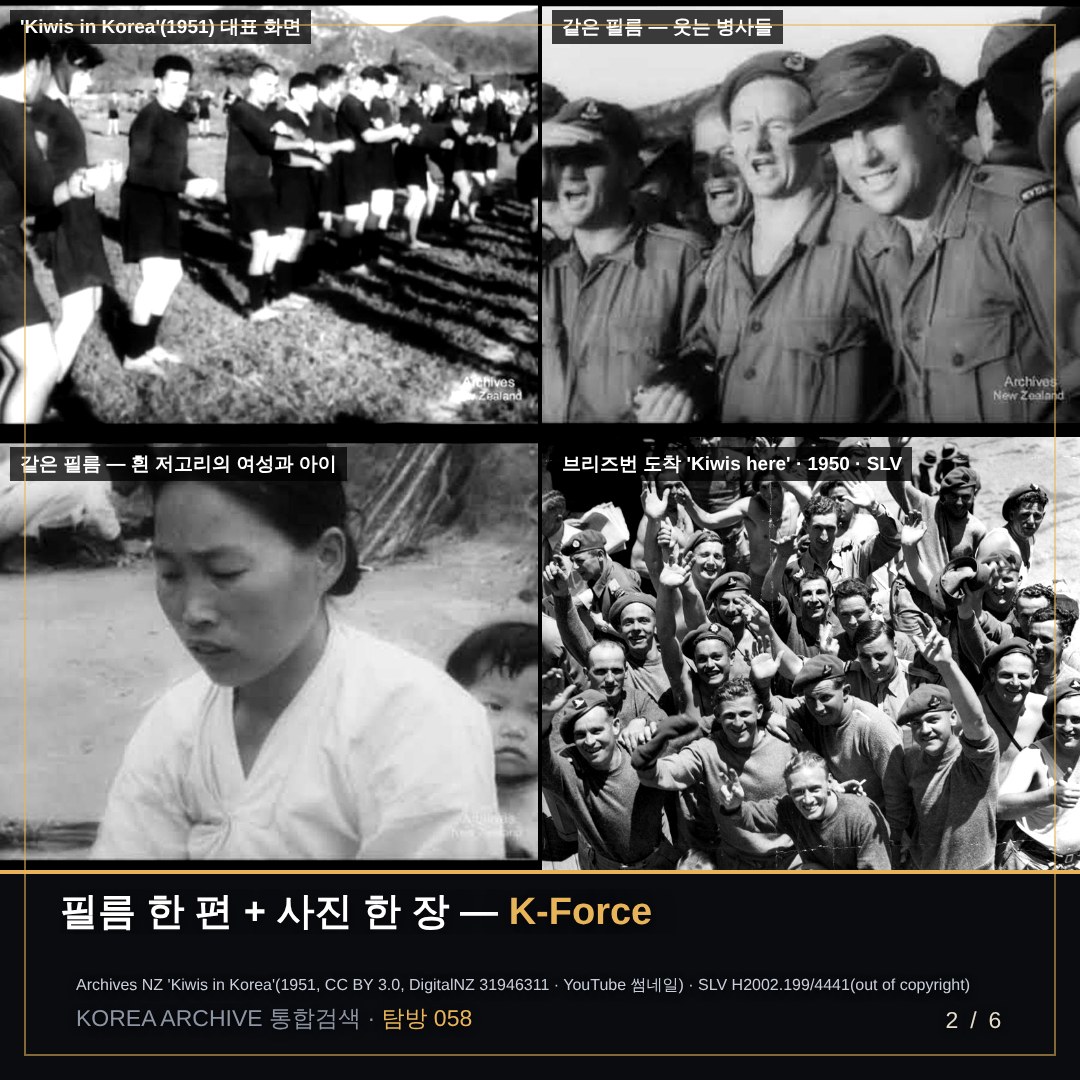 'Kiwis in Korea'(1951) 대표 화면
같은 필름 — 웃는 병사들
Archives
New Zealand
Archives
New Zealand
같은 필름 — 흰 저고리의 여성과 아이
브리즈번 도착 'Kiwis here' · 1950 · SLV
Archives
New Zealand
필름 한 편 + 사진 한 장 — K-Force
Archives NZ 'Kiwis in Korea'(1951, CC BY 3.0, DigitalNZ 31946311 · YouTube 썸네일) · SLV H2002.199/4441(out of copyright)
KOREA ARCHIVE 통합검색 · 탐방 058
2 / 6